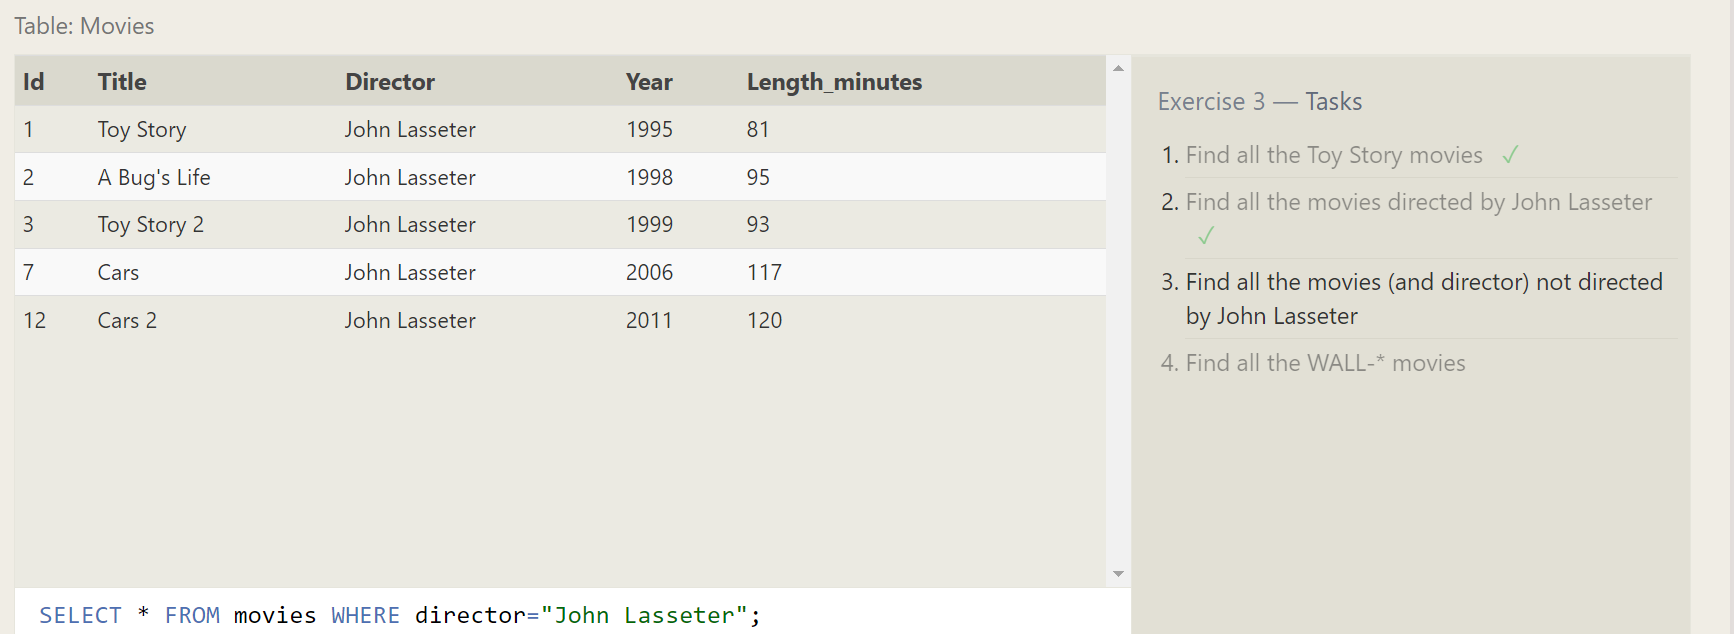 Table: Movies
Id Title Director Year Length_minutes
1 Toy Story John Lasseter 1995 81
2 A Bug's Life John Lasseter 1998 95
3 Toy Story 2 John Lasseter 1999 93
7 Cars John Lasseter 2006 117
12 Cars 2 John Lasseter 2011 120
SELECT * FROM movies WHERE director="John Lasseter";
Exercise 3 — Tasks
1. Find all the Toy Story movies ✓
2. Find all the movies directed by John Lasseter
✓
3. Find all the movies (and director) not directed
by John Lasseter
4. Find all the WALL-* movies